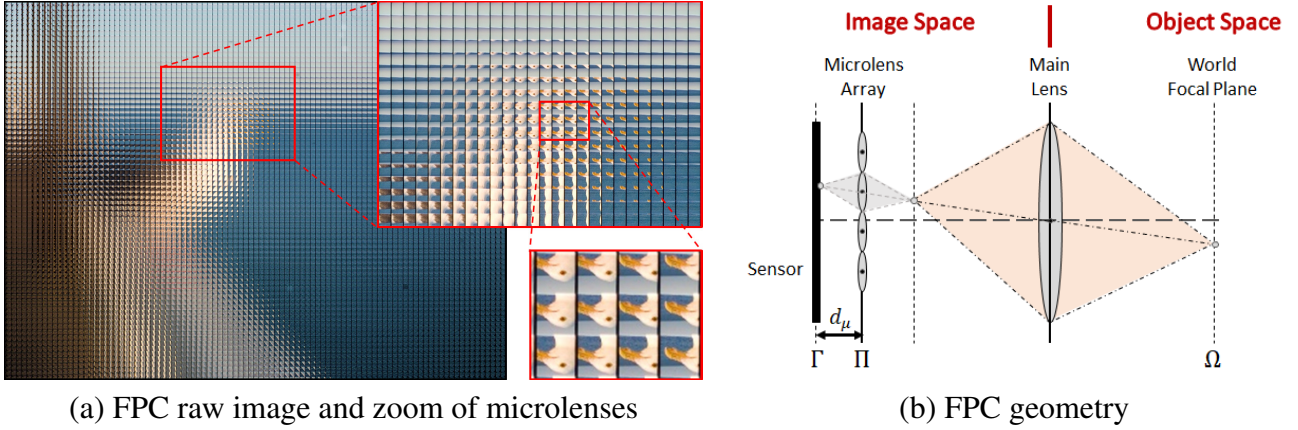 Image Space
Object Space
Microlens
Array
Main
Lens
World
Focal Plane
Sensor
dμ
Γ
Π
Ω
(a) FPC raw image and zoom of microlenses
(b) FPC geometry